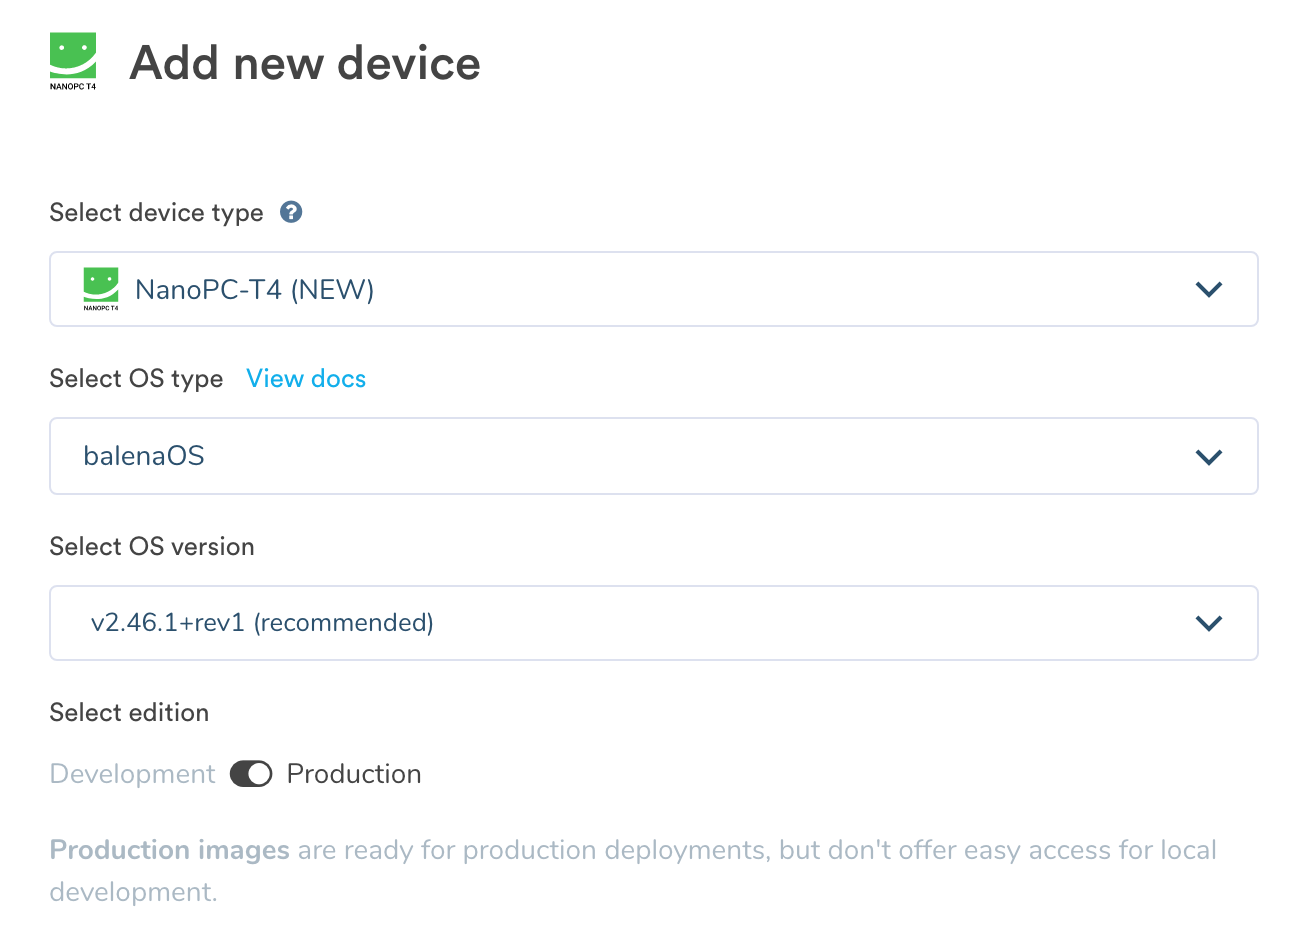 NANOPC T4
Add new device
Select device type ?
NANOPC T4
NanoPC-T4 (NEW)
Select OS type View docs
balenaOS
Select OS version
v2.46.1+rev1 (recommended)
Select edition
Development Production
Production images are ready for production deployments, but don't offer easy access for local
development.